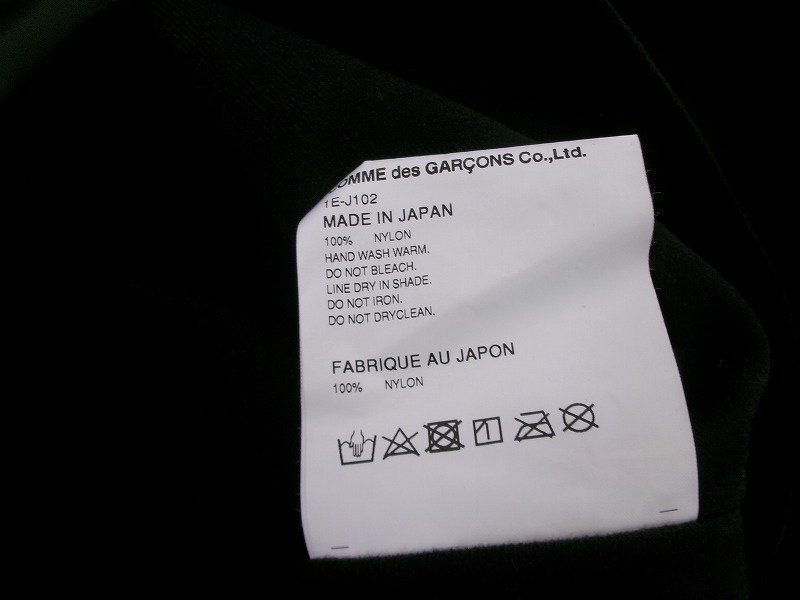 COMME des GARÇONS Co.,Ltd.
1E-J102
MADE IN JAPAN
100% NYLON
HAND WASH WARM.
DO NOT BLEACH.
LINE DRY IN SHADE.
DO NOT IRON.
DO NOT DRYCLEAN.
FABRIQUE AU JAPON
100% NYLON